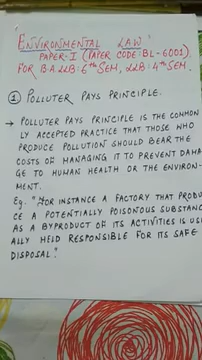 ENVIRONMENTAL LAW
PAPER-I (PAPER CODE: BL-6001)
FOR B.A.LLB-6TH SEM, LLB-4TH SEM.
① POLLUTER PAYS PRINCIPLE.
→ POLLUTER PAYS PRINCIPLE IS THE COMMON
LY ACCEPTED PRACTICE THAT THOSE WHO
PRODUCE POLLUTION SHOULD BEAR THE
COSTS OF MANAGING IT TO PREVENT DAMA
GE TO HUMAN HEALTH OR THE ENVIRON-
MENT.
Eg. "FOR INSTANCE A FACTORY THAT PRODU
CE A POTENTIALLY POISONOUS SUBSTANC
AS A BYPRODUCT OF ITS ACTIVITIES IS USU
ALLY HELD RESPONSIBLE FOR ITS SAFE
DISPOSAL"